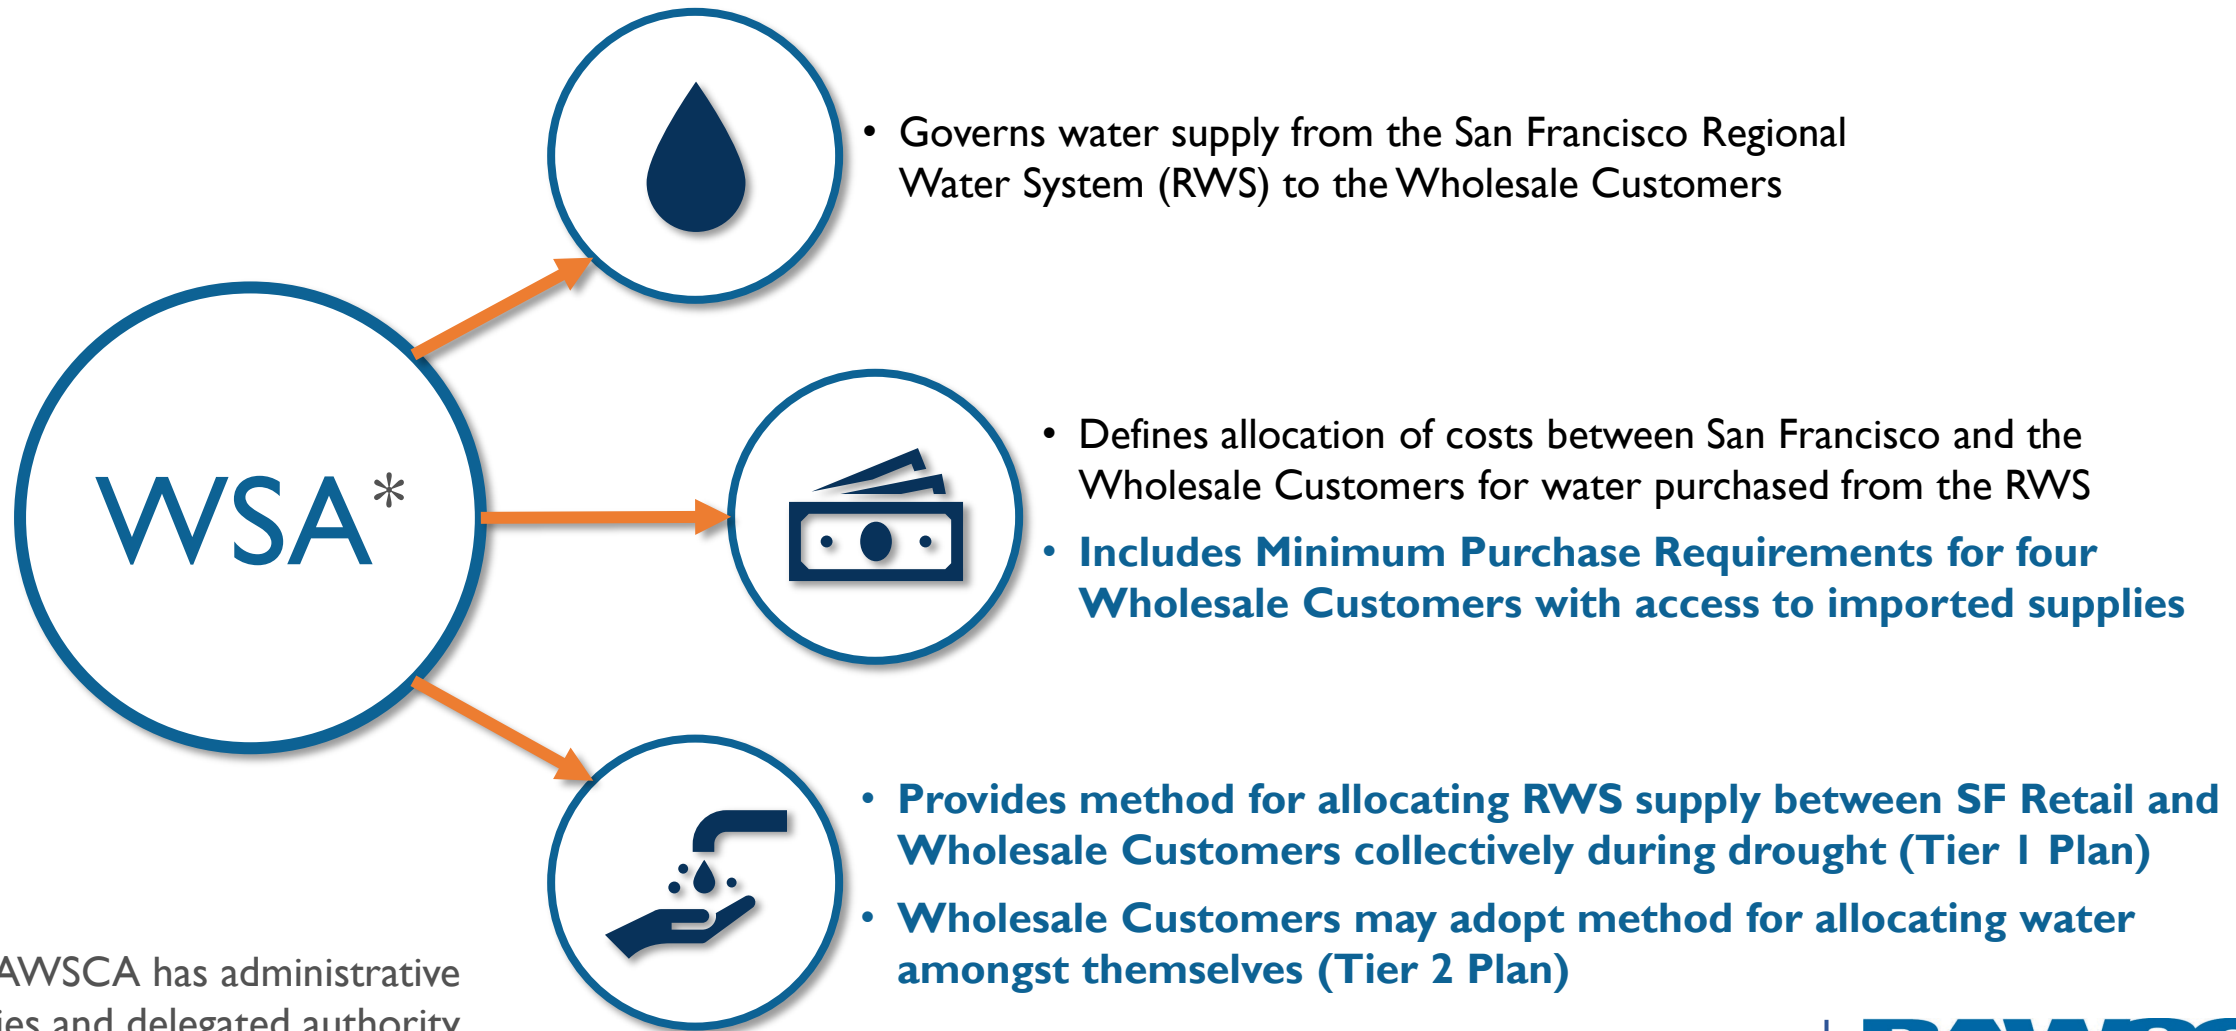 • Governs water supply from the San Francisco Regional
Water System (RWS) to the Wholesale Customers
WSA*
• Defines allocation of costs between San Francisco and the
Wholesale Customers for water purchased from the RWS
• Includes Minimum Purchase Requirements for four
Wholesale Customers with access to imported supplies
• Provides method for allocating RWS supply between SF Retail and
Wholesale Customers collectively during drought (Tier 1 Plan)
• Wholesale Customers may adopt method for allocating water
amongst themselves (Tier 2 Plan)
AWSCA has administrative
and delegated authority